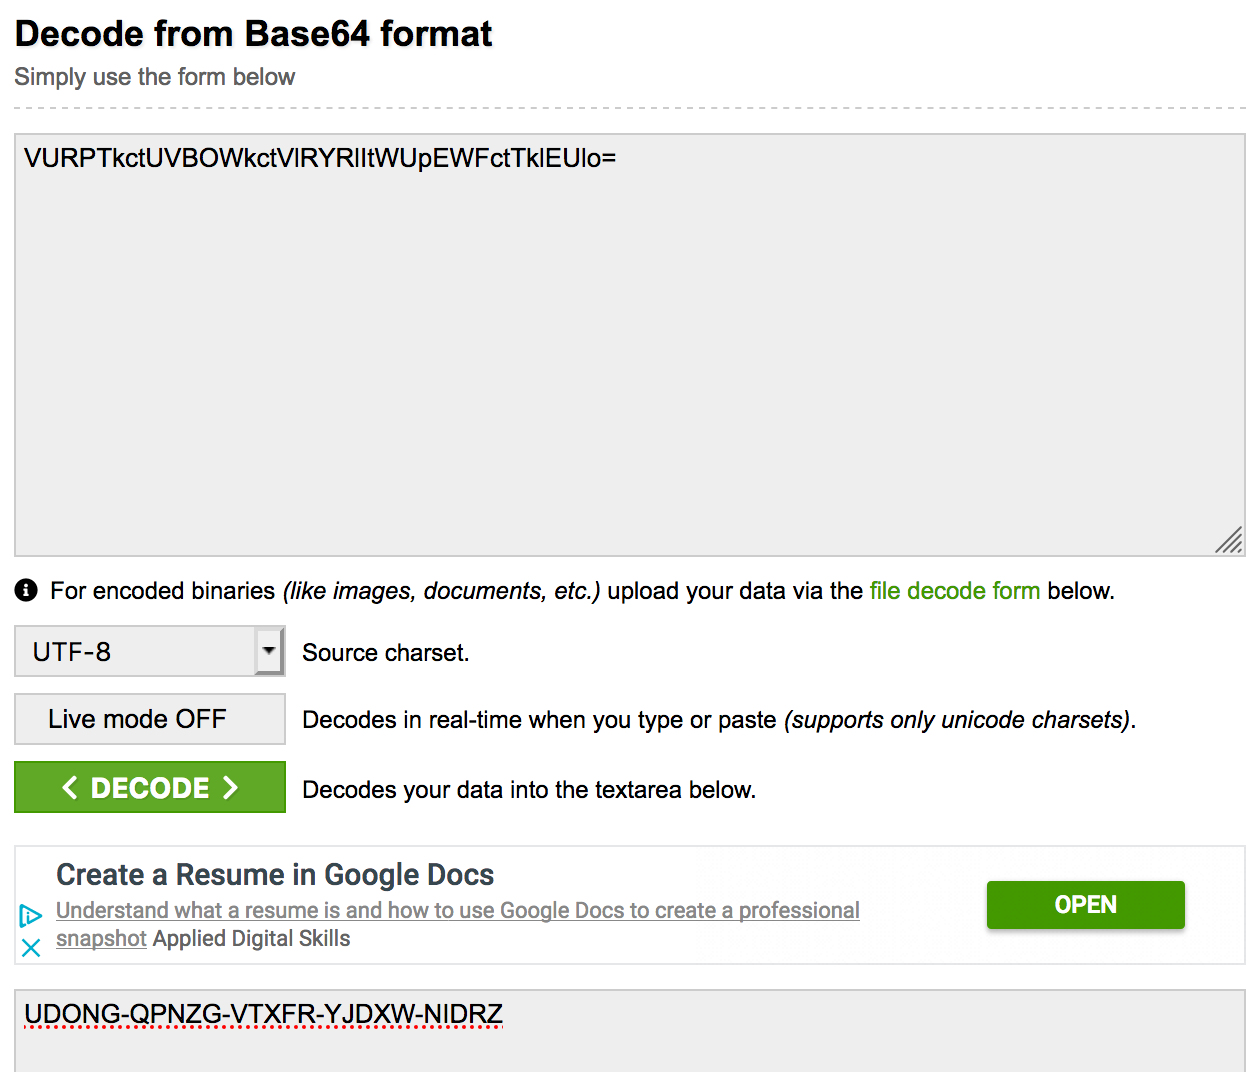 Decode from Base64 format
Simply use the form below
VURPTkctUVBOWkctVlRYRlItWUpEWFctTklEUlo=
For encoded binaries (like images, documents, etc.) upload your data via the file decode form below.
UTF-8 Source charset.
Live mode OFF Decodes in real-time when you type or paste (supports only unicode charsets).
< DECODE > Decodes your data into the textarea below.
Create a Resume in Google Docs
Understand what a resume is and how to use Google Docs to create a professional
snapshot Applied Digital Skills
OPEN
UDONG-QPNZG-VTXFR-YJDXW-NIDRZ